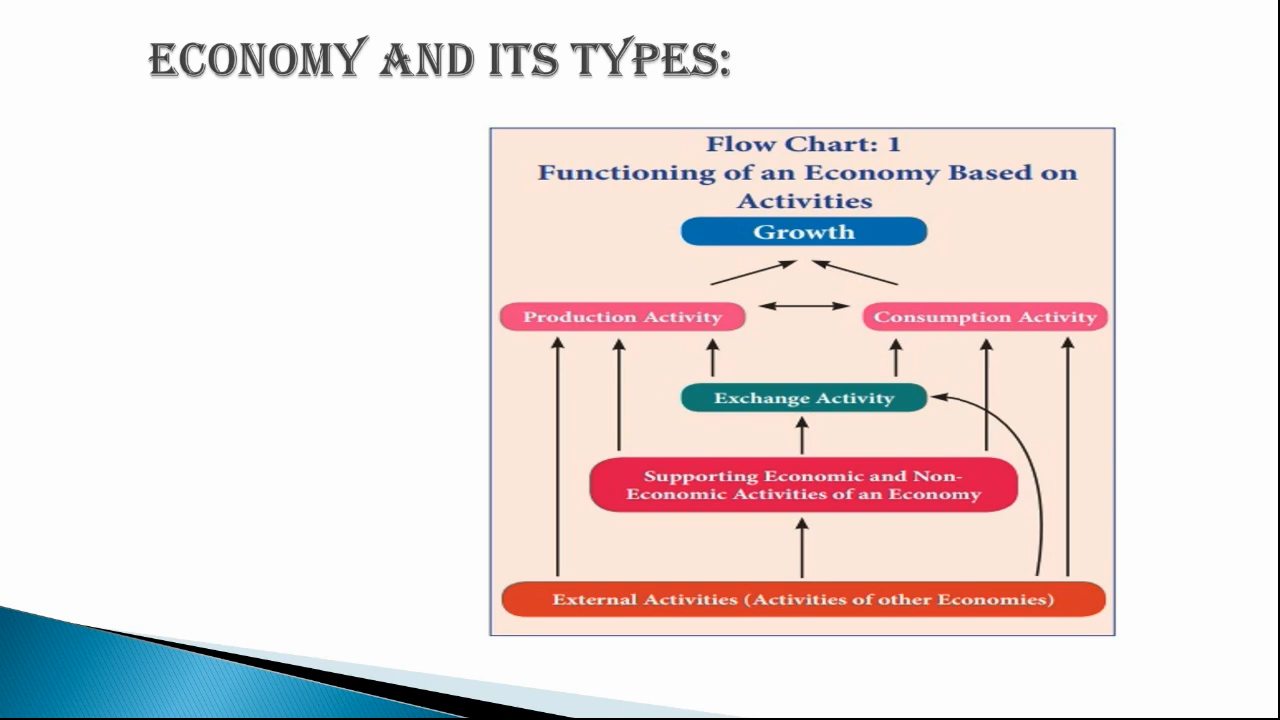 ECONOMY AND ITS TYPES:
Flow Chart: 1
Functioning of an Economy Based on
Activities
Growth
Production Activity
Consumption Activity
Exchange Activity
Supporting Economic and Non-
Economic Activities of an Economy
External Activities (Activities of other Economies)